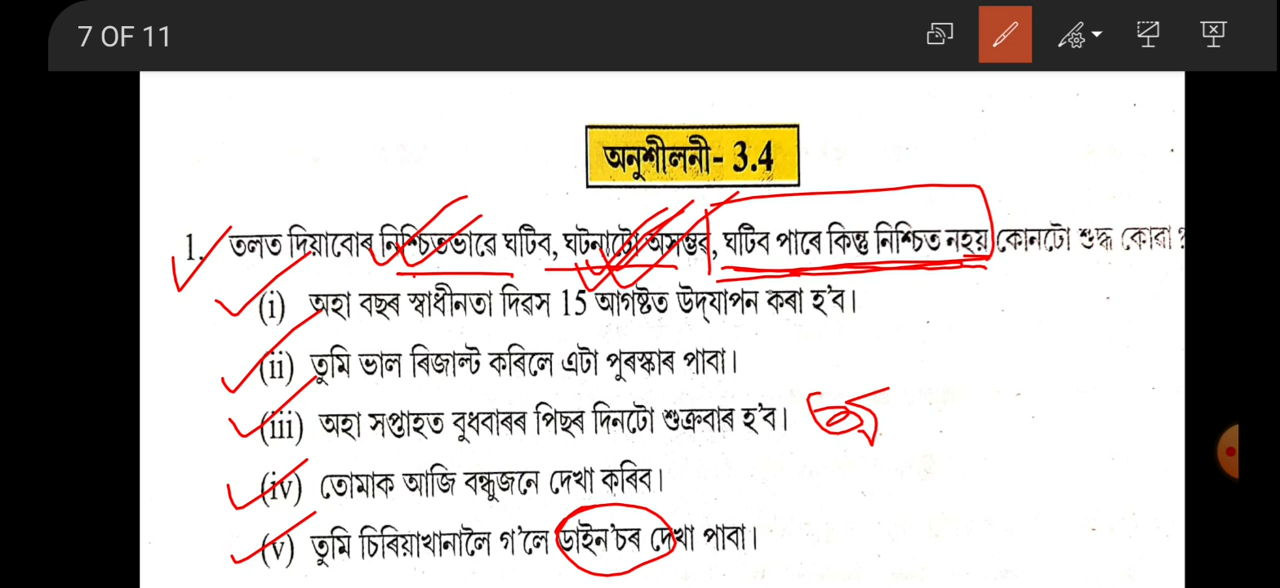 7 OF 11
অনুশীলনী- 3.4
1. তলত দিয়াবোৰ নিশ্চিতভাৱে ঘটিব, ঘটনাটো অসম্ভৱ, ঘটিব পাৰে কিন্তু নিশ্চিত নহয় কোনটো শুদ্ধ কোৱা ?
(i) অহা বছৰ স্বাধীনতা দিৱস 15 আগষ্টত উদ্‌যাপন কৰা হ'ব।
(ii) তুমি ভাল ৰিজাল্ট কৰিলে এটা পুৰস্কাৰ পাবা।
(iii) অহা সপ্তাহত বুধবাৰৰ পিছৰ দিনটো শুক্ৰবাৰ হ'ব।
(iv) তোমাক আজি বন্ধুজনে দেখা কৰিব।
(v) তুমি চিৰিয়াখানালৈ গ'লে ডাইন'চৰ দেখা পাবা।